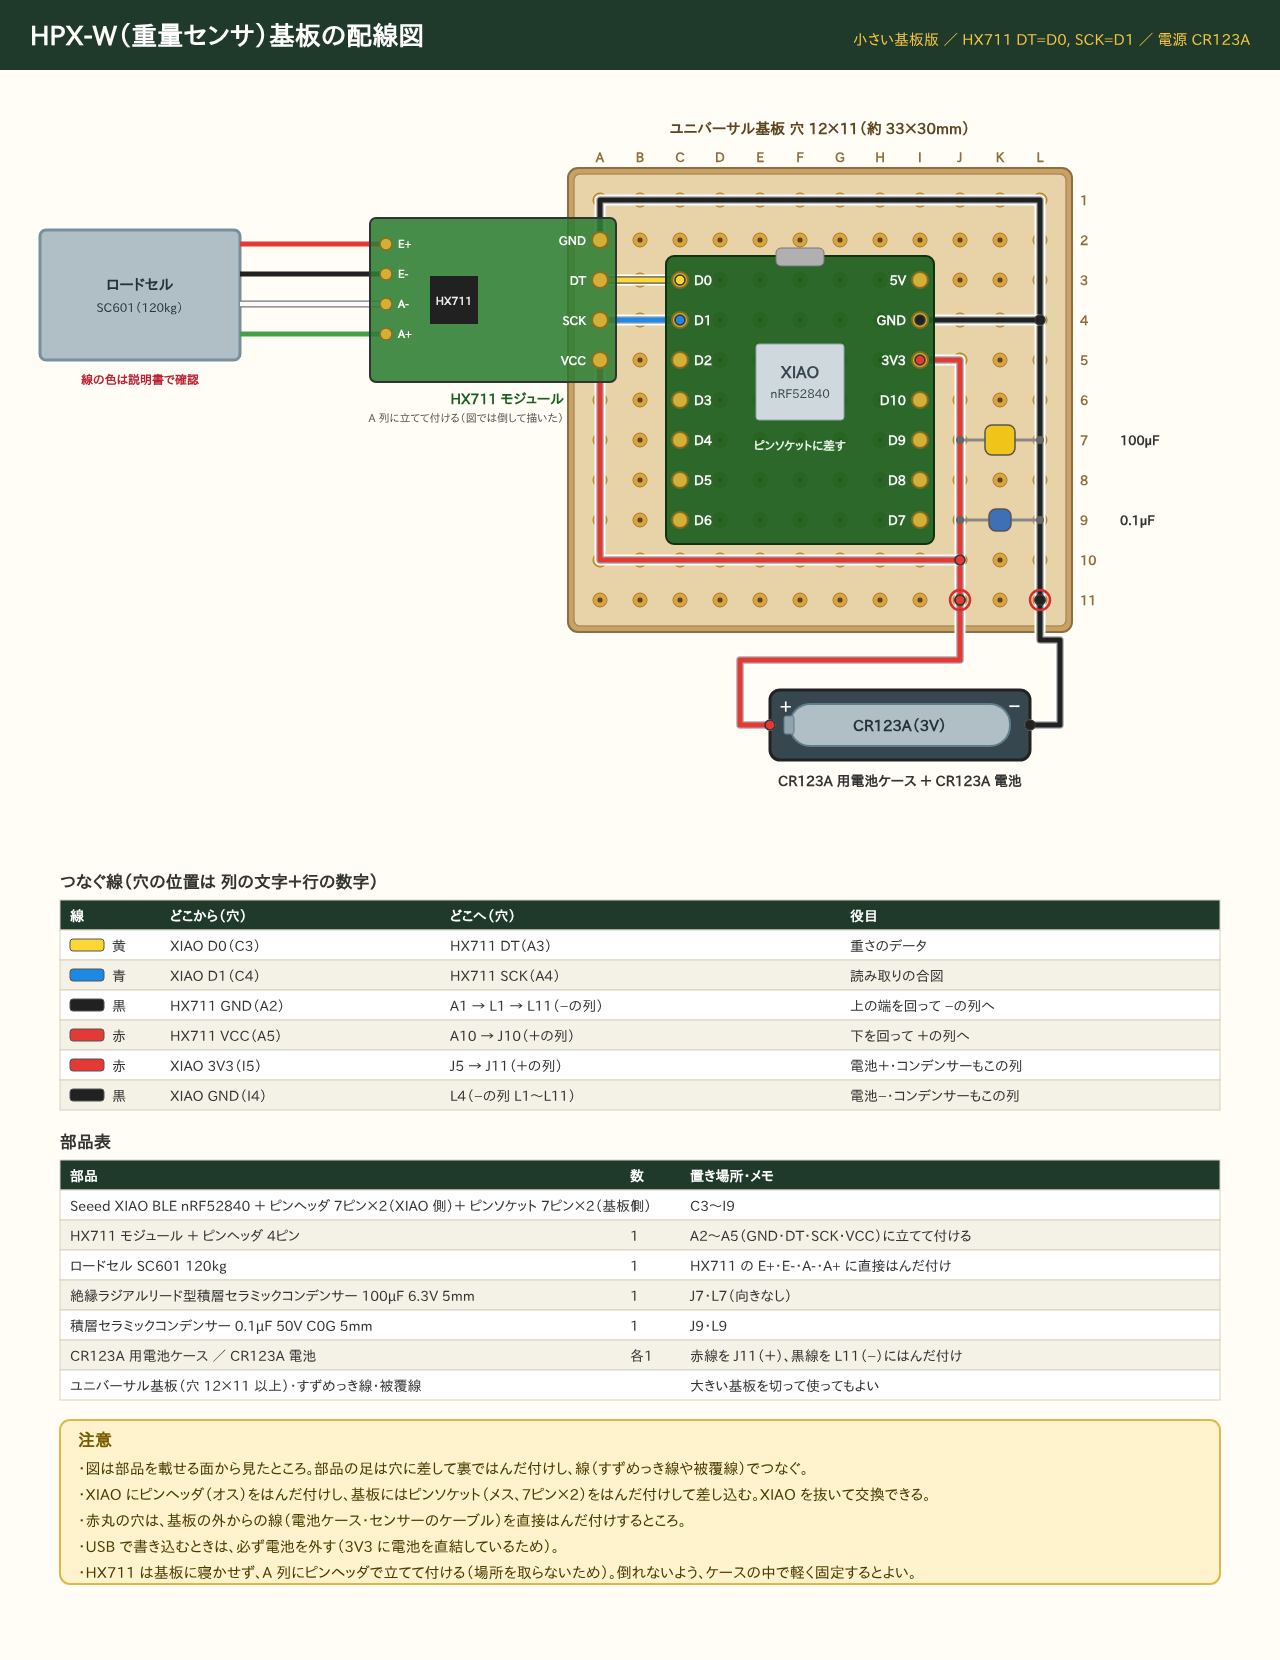 HPX-W（重量センサ）基板の配線図
小さい基板版 ／ HX711 DT=D0, SCK=D1 ／ 電源 CR123A
ユニバーサル基板 穴 12×11（約 33×30mm）
A B C D E F G H I J K L
1
2
3
4
5
6
7
8
9
10
11
100µF
0.1µF
ロードセル
SC601（120kg）
線の色は説明書で確認
E+
E-
A-
A+
HX711
GND
DT
SCK
VCC
HX711 モジュール
A 列に立てて付ける（図では倒して描いた）
D0
D1
D2
D3
D4
D5
D6
5V
GND
3V3
D10
D9
D8
D7
XIAO
nRF52840
ピンソケットに差す
+ −
CR123A（3V）
CR123A 用電池ケース ＋ CR123A 電池
つなぐ線（穴の位置は 列の文字＋行の数字）
線 どこから（穴） どこへ（穴） 役目
黄 XIAO D0（C3） HX711 DT（A3） 重さのデータ
青 XIAO D1（C4） HX711 SCK（A4） 読み取りの合図
黒 HX711 GND（A2） A1 → L1 → L11（−の列） 上の端を回って −の列へ
赤 HX711 VCC（A5） A10 → J10（＋の列） 下を回って ＋の列へ
赤 XIAO 3V3（I5） J5 → J11（＋の列） 電池＋・コンデンサーもこの列
黒 XIAO GND（I4） L4（−の列 L1〜L11） 電池−・コンデンサーもこの列
部品表
部品 数 置き場所・メモ
Seeed XIAO BLE nRF52840 ＋ ピンヘッダ 7ピン×2（XIAO 側）＋ ピンソケット 7ピン×2（基板側） C3〜I9
HX711 モジュール ＋ ピンヘッダ 4ピン 1 A2〜A5（GND・DT・SCK・VCC）に立てて付ける
ロードセル SC601 120kg 1 HX711 の E+・E-・A-・A+ に直接はんだ付け
絶縁ラジアルリード型積層セラミックコンデンサー 100µF 6.3V 5mm 1 J7・L7（向きなし）
積層セラミックコンデンサー 0.1µF 50V C0G 5mm 1 J9・L9
CR123A 用電池ケース ／ CR123A 電池 各1 赤線を J11（＋）、黒線を L11（−）にはんだ付け
ユニバーサル基板（穴 12×11 以上）・すずめっき線・被覆線 大きい基板を切って使ってもよい
注意
・図は部品を載せる面から見たところ。部品の足は穴に差して裏ではんだ付けし、線（すずめっき線や被覆線）でつなぐ。
・XIAO にピンヘッダ（オス）をはんだ付けし、基板にはピンソケット（メス、7ピン×2）をはんだ付けして差し込む。XIAO を抜いて交換できる。
・赤丸の穴は、基板の外からの線（電池ケース・センサーのケーブル）を直接はんだ付けするところ。
・USB で書き込むときは、必ず電池を外す（3V3 に電池を直結しているため）。
・HX711 は基板に寝かせず、A 列にピンヘッダで立てて付ける（場所を取らないため）。倒れないよう、ケースの中で軽く固定するとよい。